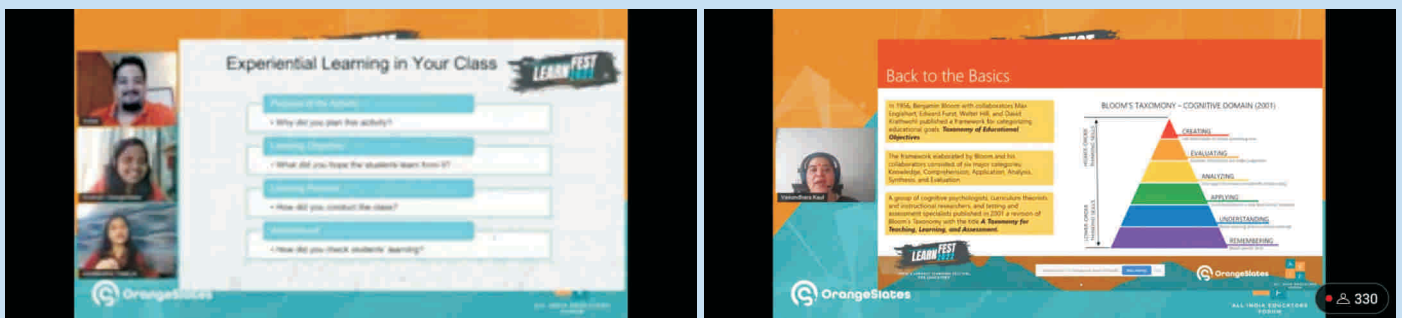 Experiential Learning in Your Class
LEARN FEST
Purpose of the Activity
• Why did you plan this activity?
Learning Objective
• What did you hope the students learn from it?
Learning Process
• How did you conduct the class?
Assessment
• How did you check students' learning?
OrangeSlates
Back to the Basics
In 1956, Benjamin Bloom with collaborators Max
Englehart, Edward Furst, Walter Hill, and David
Krathwohl published a framework for categorizing
educational goals: Taxonomy of Educational
Objectives
The framework elaborated by Bloom and his
collaborators consisted of six major categories:
Knowledge, Comprehension, Application, Analysis,
Synthesis, and Evaluation.
A group of cognitive psychologists, curriculum theorists
and instructional researchers, and testing and
assessment specialists published in 2001 a revision of
Bloom's Taxonomy with the title A Taxonomy for
Teaching, Learning, and Assessment.
BLOOM'S TAXOMONY – COGNITIVE DOMAIN (2001)
HIGHER-ORDER
THINKING SKILLS
LOWER-ORDER
THINKING SKILLS
CREATING
EVALUATING
ANALYZING
APPLYING
UNDERSTANDING
REMEMBERING
Vasundhara Kaul
LEARN FEST
OrangeSlates
OrangeSlates
ALL INDIA EDUCATORS
FORUM
330